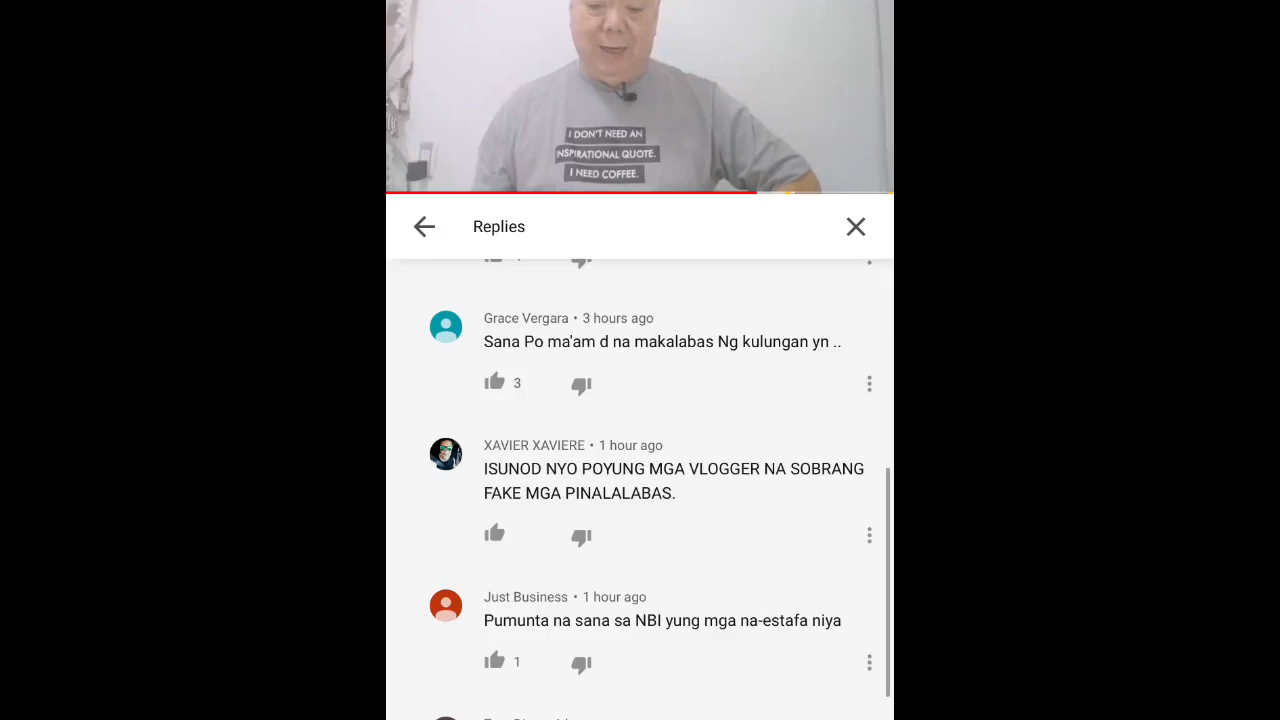 I DON'T NEED AN
NSPIRATIONAL QUOTE.
I NEED COFFEE.
Replies
Grace Vergara • 3 hours ago
Sana Po ma'am d na makalabas Ng kulungan yn ..
3
XAVIER XAVIERE • 1 hour ago
ISUNOD NYO POYUNG MGA VLOGGER NA SOBRANG
FAKE MGA PINALALABAS.
Just Business • 1 hour ago
Pumunta na sana sa NBI yung mga na-estafa niya
1